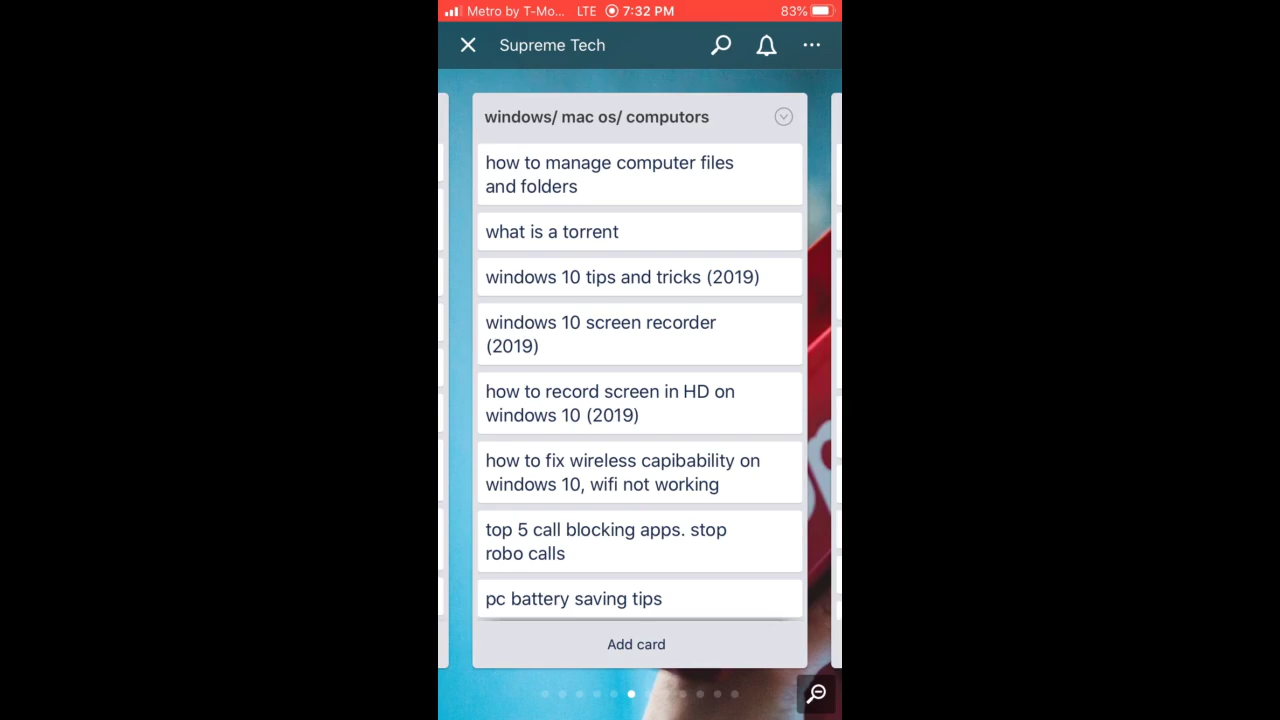 Metro by T-Mo... LTE 7:32 PM 83%
Supreme Tech
windows/ mac os/ computors
how to manage computer files
and folders
what is a torrent
windows 10 tips and tricks (2019)
windows 10 screen recorder
(2019)
how to record screen in HD on
windows 10 (2019)
how to fix wireless capibability on
windows 10, wifi not working
top 5 call blocking apps. stop
robo calls
pc battery saving tips
Add card